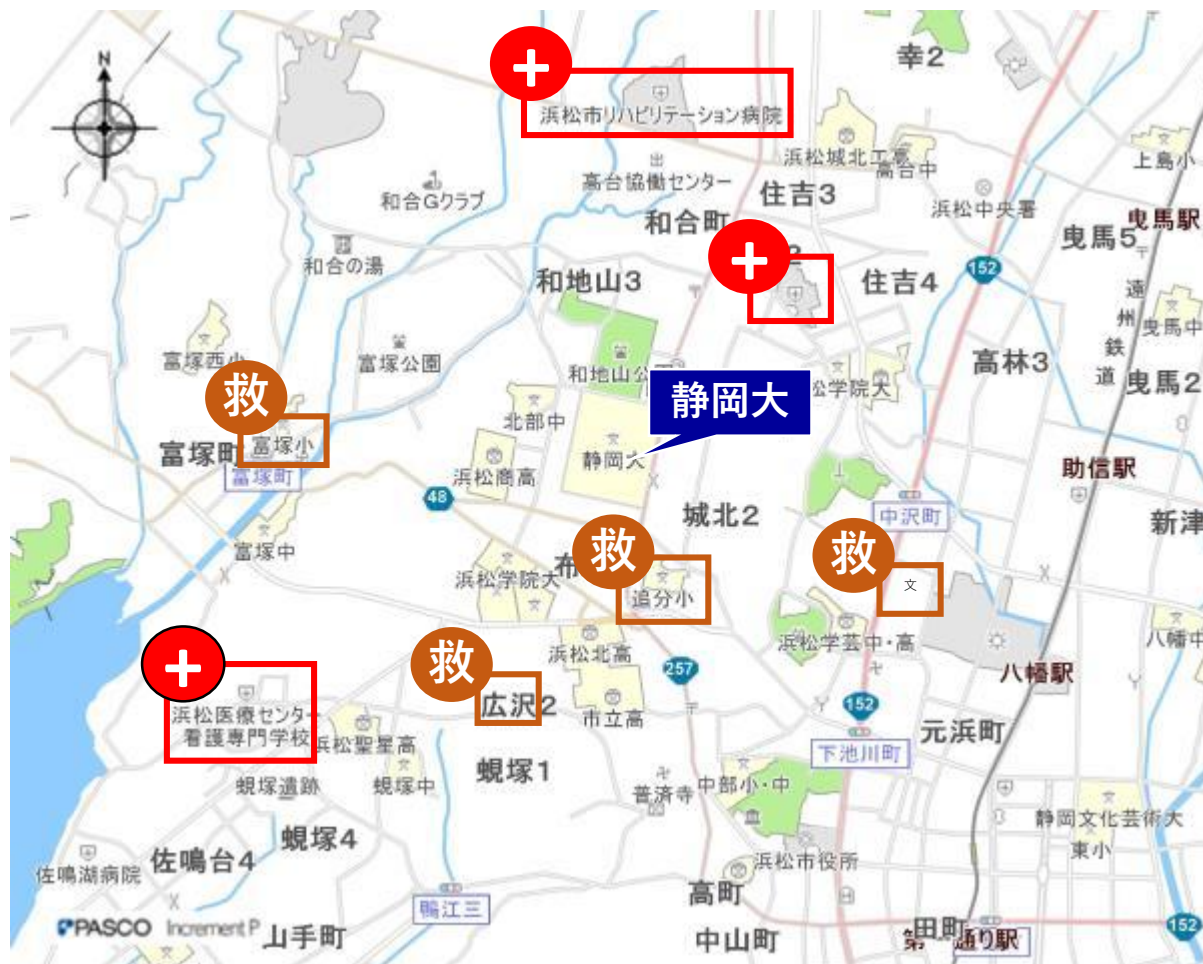 幸2
N
+
浜松市リハビリテーション病院
浜松城北工高
高台中
上島小
高台協働センター
住吉3
和合Gクラブ
浜松中央署
和合町
曳馬5
曳馬駅
+
2
和合の湯
和地山3
住吉4
152
遠州鉄道
曳馬中
富塚西小
富塚公園
高林3
和地山公
曳馬2
救
静岡大
松学院大
北部中
富塚町
富塚小
静岡大
浜松商高
富塚町
助信駅
48
城北2
中沢町
新津
富塚中
救
救
布
浜松学院大
追分小
文
八幡中
浜松学芸中・高
浜松北高
+
救
257
八幡駅
広沢2
市立高
152
浜松医療センター
看護専門学校
浜松聖星高
元浜町
下池川町
蜆塚1
蜆塚遺跡
蜆塚中
普済寺
中部小・中
静岡文化芸術大
蜆塚4
佐鳴台4
東小
浜松市役所
佐鳴湖病院
高町
鴨江三
PASCO Increment P
山手町
中山町
田町
第 通り駅
152